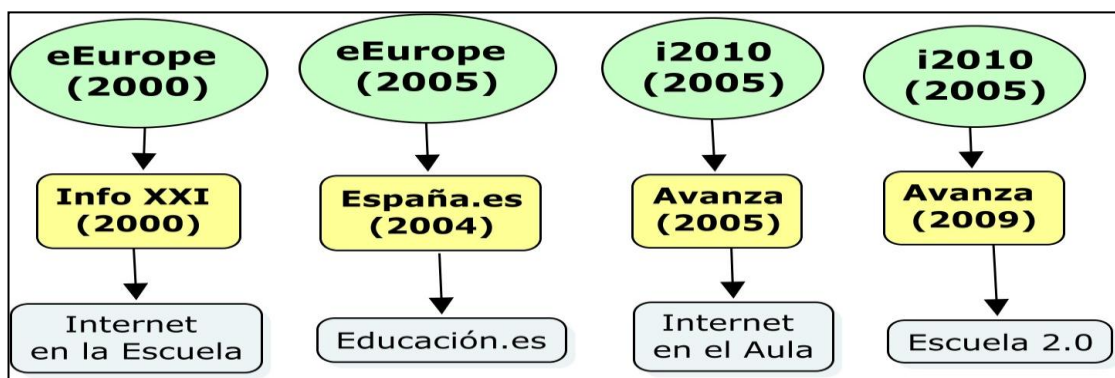 eEurope
(2000)
eEurope
(2005)
i2010
(2005)
i2010
(2005)
Info XXI
(2000)
España.es
(2004)
Avanza
(2005)
Avanza
(2009)
Internet
en la Escuela
Educación.es
Internet
en el Aula
Escuela 2.0